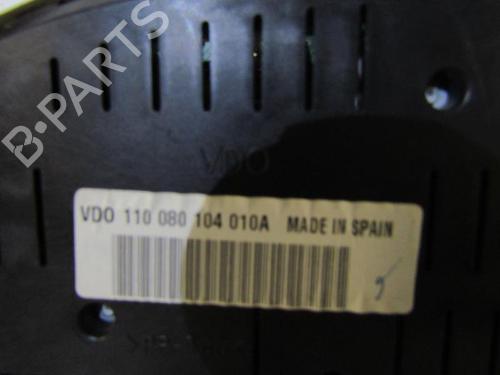 B-PARTS
VDO
VDO 110 080 104 010A MADE IN SPAIN